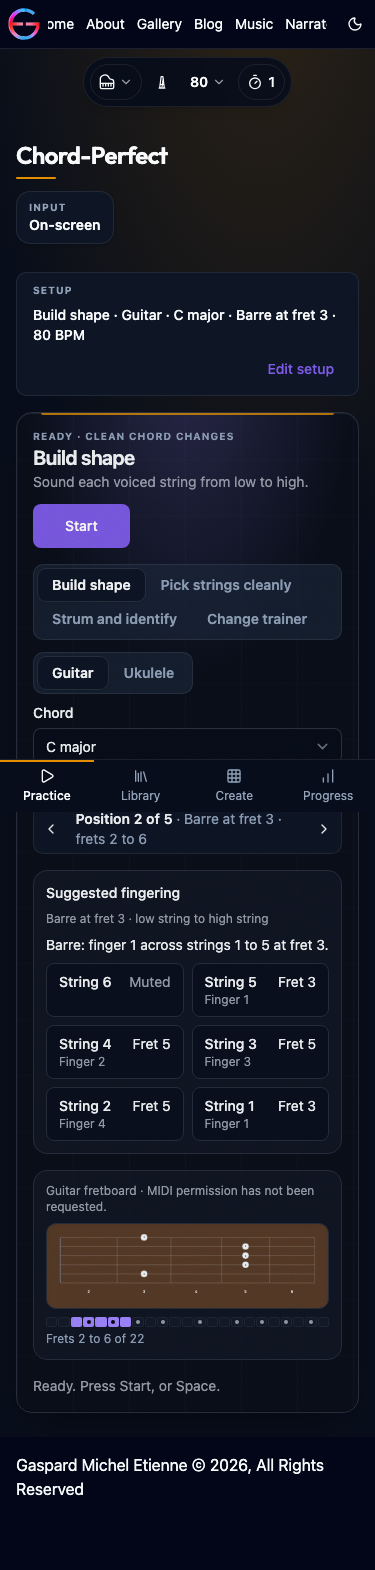 ome About Gallery Blog Music Narrat
80 1
Chord-Perfect
INPUT
On-screen
SETUP
Build shape · Guitar · C major · Barre at fret 3 ·
80 BPM
Edit setup
READY · CLEAN CHORD CHANGES
Build shape
Sound each voiced string from low to high.
Start
Build shape Pick strings cleanly
Strum and identify Change trainer
Guitar Ukulele
Chord
C major
Practice Library Create Progress
Position 2 of 5 · Barre at fret 3 ·
frets 2 to 6
Suggested fingering
Barre at fret 3 · low string to high string
Barre: finger 1 across strings 1 to 5 at fret 3.
String 6 Muted
String 5 Fret 3
Finger 1
String 4 Fret 5
Finger 2
String 3 Fret 5
Finger 3
String 2 Fret 5
Finger 4
String 1 Fret 3
Finger 1
Guitar fretboard · MIDI permission has not been
requested.
2 3 4 5 6
Frets 2 to 6 of 22
Ready. Press Start, or Space.
Gaspard Michel Etienne © 2026, All Rights
Reserved